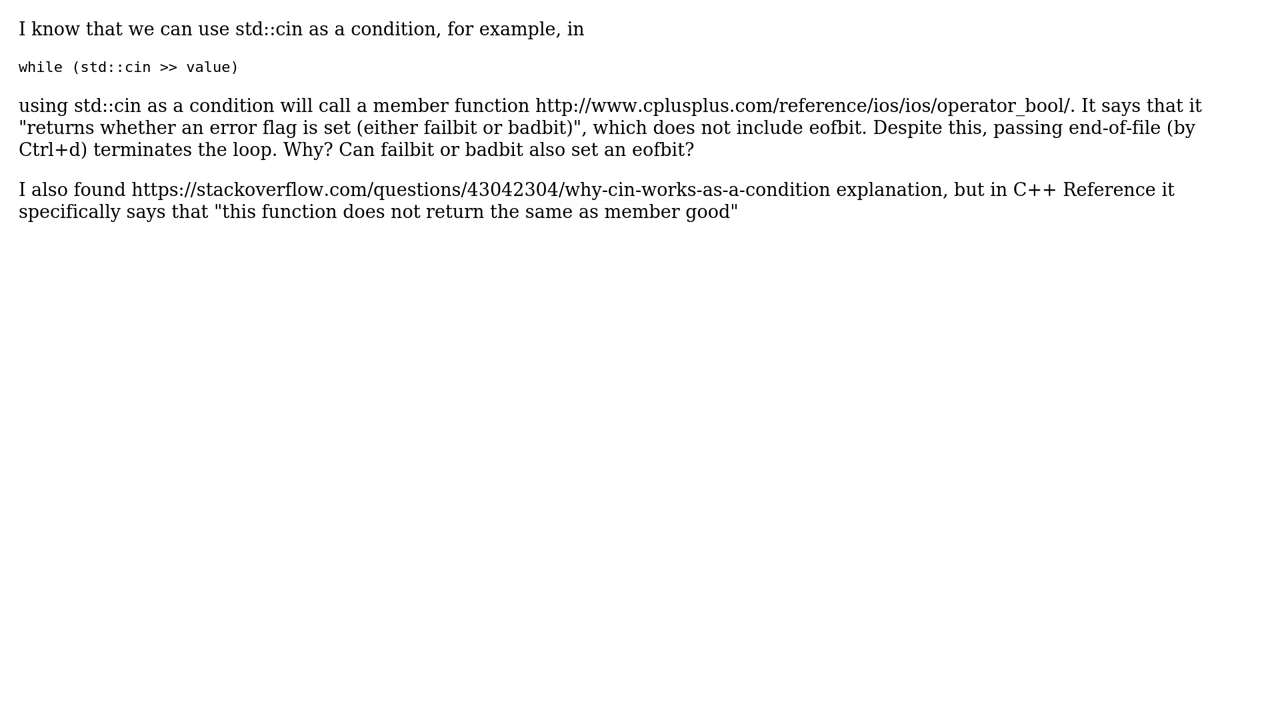 I know that we can use std::cin as a condition, for example, in
while (std::cin >> value)
using std::cin as a condition will call a member function http://www.cplusplus.com/reference/ios/ios/operator_bool/. It says that it
"returns whether an error flag is set (either failbit or badbit)", which does not include eofbit. Despite this, passing end-of-file (by
Ctrl+d) terminates the loop. Why? Can failbit or badbit also set an eofbit?
I also found https://stackoverflow.com/questions/43042304/why-cin-works-as-a-condition explanation, but in C++ Reference it
specifically says that "this function does not return the same as member good"